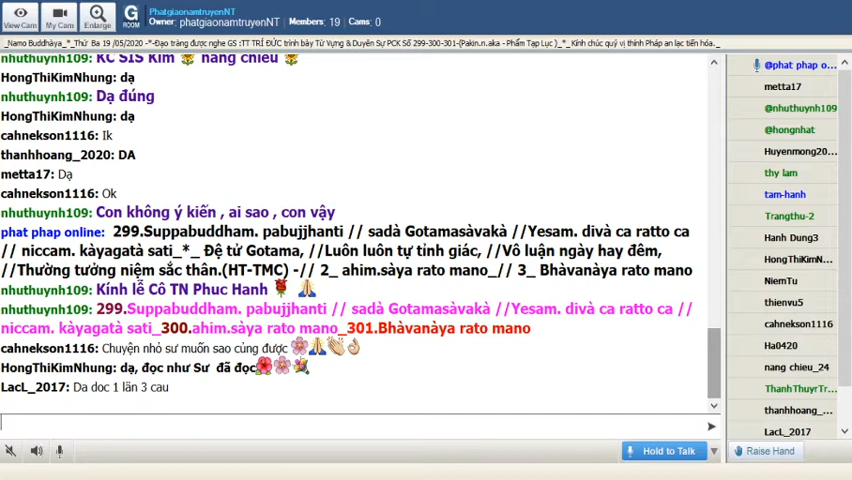 View Cam
My Cam
Enlarge
G
ROOM
PhatgiaonamtruyenNT
Owner: phatgiaonamtruyenNT Members: 19 Cams: 0
_Namo Buddhàya_*_Thứ Ba 19 /05/2020 -*-Đạo tràng được nghe GS :TT TRÍ ĐỨC trình bày Từ Vựng & Duyên Sự PCK Số 299-300-301-(Pakin.n.aka - Phẩm Tạp Lục )_*_ Kính chúc quý vị thính Pháp an lạc tiến hóa._
nhuthuynh109: KC SIS Kim nang chieu
HongThiKimNhung: dạ
nhuthuynh109: Dạ đúng
HongThiKimNhung: dạ
cahnekson1116: Ik
thanhhoang_2020: DA
metta17: Dạ
cahnekson1116: Ok
nhuthuynh109: Con không ý kiến , ai sao , con vậy
phat phap online: 299.Suppabuddham. pabujjhanti // sadà Gotamasàvakà //Yesam. divà ca ratto ca
// niccam. kàyagatà sati_*_ Đệ tử Gotama, //Luôn luôn tự tỉnh giác, //Vô luận ngày hay đêm,
//Thường tưởng niệm sắc thân.(HT-TMC) -// 2_ ahim.sàya rato mano_// 3_ Bhàvanàya rato mano
nhuthuynh109: Kính lễ Cô TN Phuc Hanh
nhuthuynh109: 299.Suppabuddham. pabujjhanti // sadà Gotamasàvakà //Yesam. divà ca ratto ca //
niccam. kàyagatà sati_300.ahim.sàya rato mano_301.Bhàvanàya rato mano
cahnekson1116: Chuyện nhỏ sư muốn sao củng được
HongThiKimNhung: dạ, đọc như Sư đã đọc
LacL_2017: Da doc 1 lãn 3 cau
Hold to Talk
@phat phap o...
metta17
@nhuthuynh109
@hongnhat
Huyenmong20...
thy lam
tam-hanh
Trangthu-2
Hanh Dung3
HongThiKimN...
NiemTu
thienvu5
cahnekson1116
Ha0420
nang chieu_24
ThanhThuyrTr...
thanhhoang_...
LacL_2017
Raise Hand